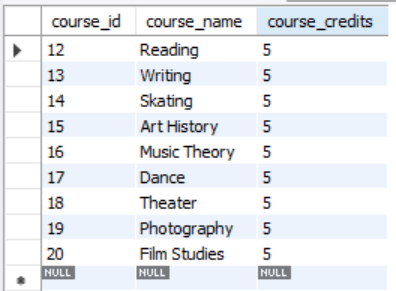 course_id course_name course_credits
12 Reading 5
13 Writing 5
14 Skating 5
15 Art History 5
16 Music Theory 5
17 Dance 5
18 Theater 5
19 Photography 5
20 Film Studies 5
NULL NULL NULL